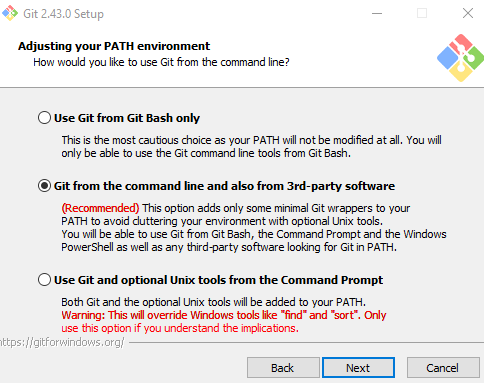 Git 2.43.0 Setup
Adjusting your PATH environment
How would you like to use Git from the command line?
Use Git from Git Bash only
This is the most cautious choice as your PATH will not be modified at all. You will
only be able to use the Git command line tools from Git Bash.
Git from the command line and also from 3rd-party software
(Recommended) This option adds only some minimal Git wrappers to your
PATH to avoid cluttering your environment with optional Unix tools.
You will be able to use Git from Git Bash, the Command Prompt and the Windows
PowerShell as well as any third-party software looking for Git in PATH.
Use Git and optional Unix tools from the Command Prompt
Both Git and the optional Unix tools will be added to your PATH.
Warning: This will override Windows tools like "find" and "sort". Only
use this option if you understand the implications.
https://gitforwindows.org/
Back
Next
Cancel